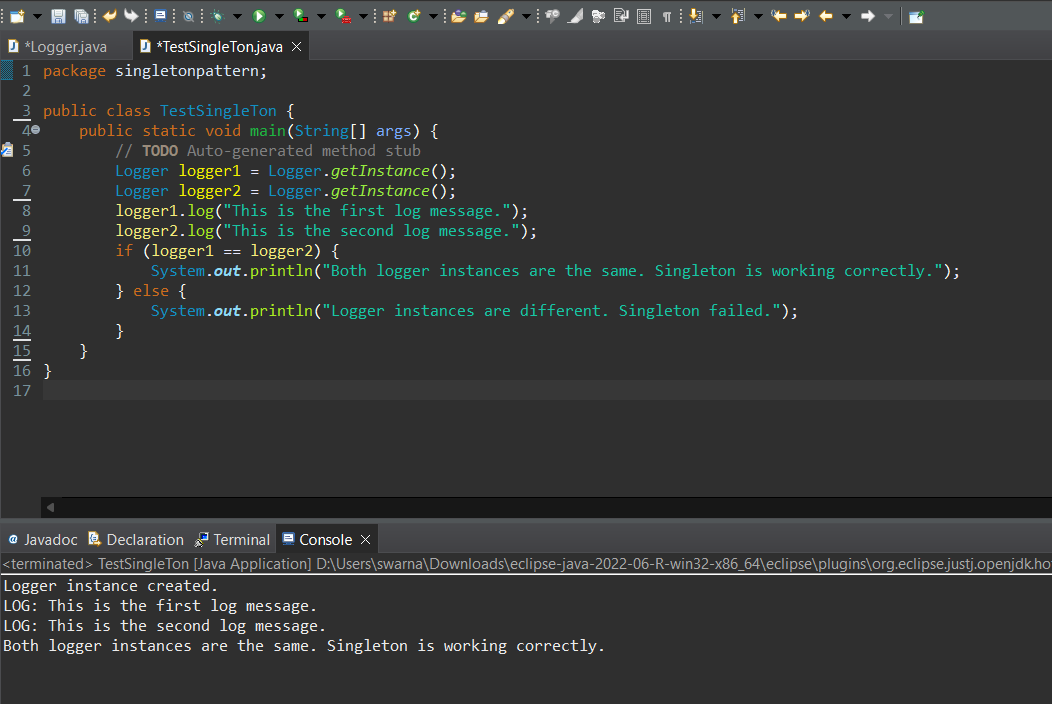 *Logger.java
*TestSingleTon.java
1 package singletonpattern;
2
3 public class TestSingleTon {
4     public static void main(String[] args) {
5         // TODO Auto-generated method stub
6         Logger logger1 = Logger.getInstance();
7         Logger logger2 = Logger.getInstance();
8         logger1.log("This is the first log message.");
9         logger2.log("This is the second log message.");
10         if (logger1 == logger2) {
11             System.out.println("Both logger instances are the same. Singleton is working correctly.");
12         } else {
13             System.out.println("Logger instances are different. Singleton failed.");
14         }
15     }
16 }
17
Javadoc Declaration Terminal Console
<terminated> TestSingleTon [Java Application] D:\Users\swarna\Downloads\eclipse-java-2022-06-R-win32-x86_64\eclipse\plugins\org.eclipse.justj.openjdk.ho
Logger instance created.
LOG: This is the first log message.
LOG: This is the second log message.
Both logger instances are the same. Singleton is working correctly.